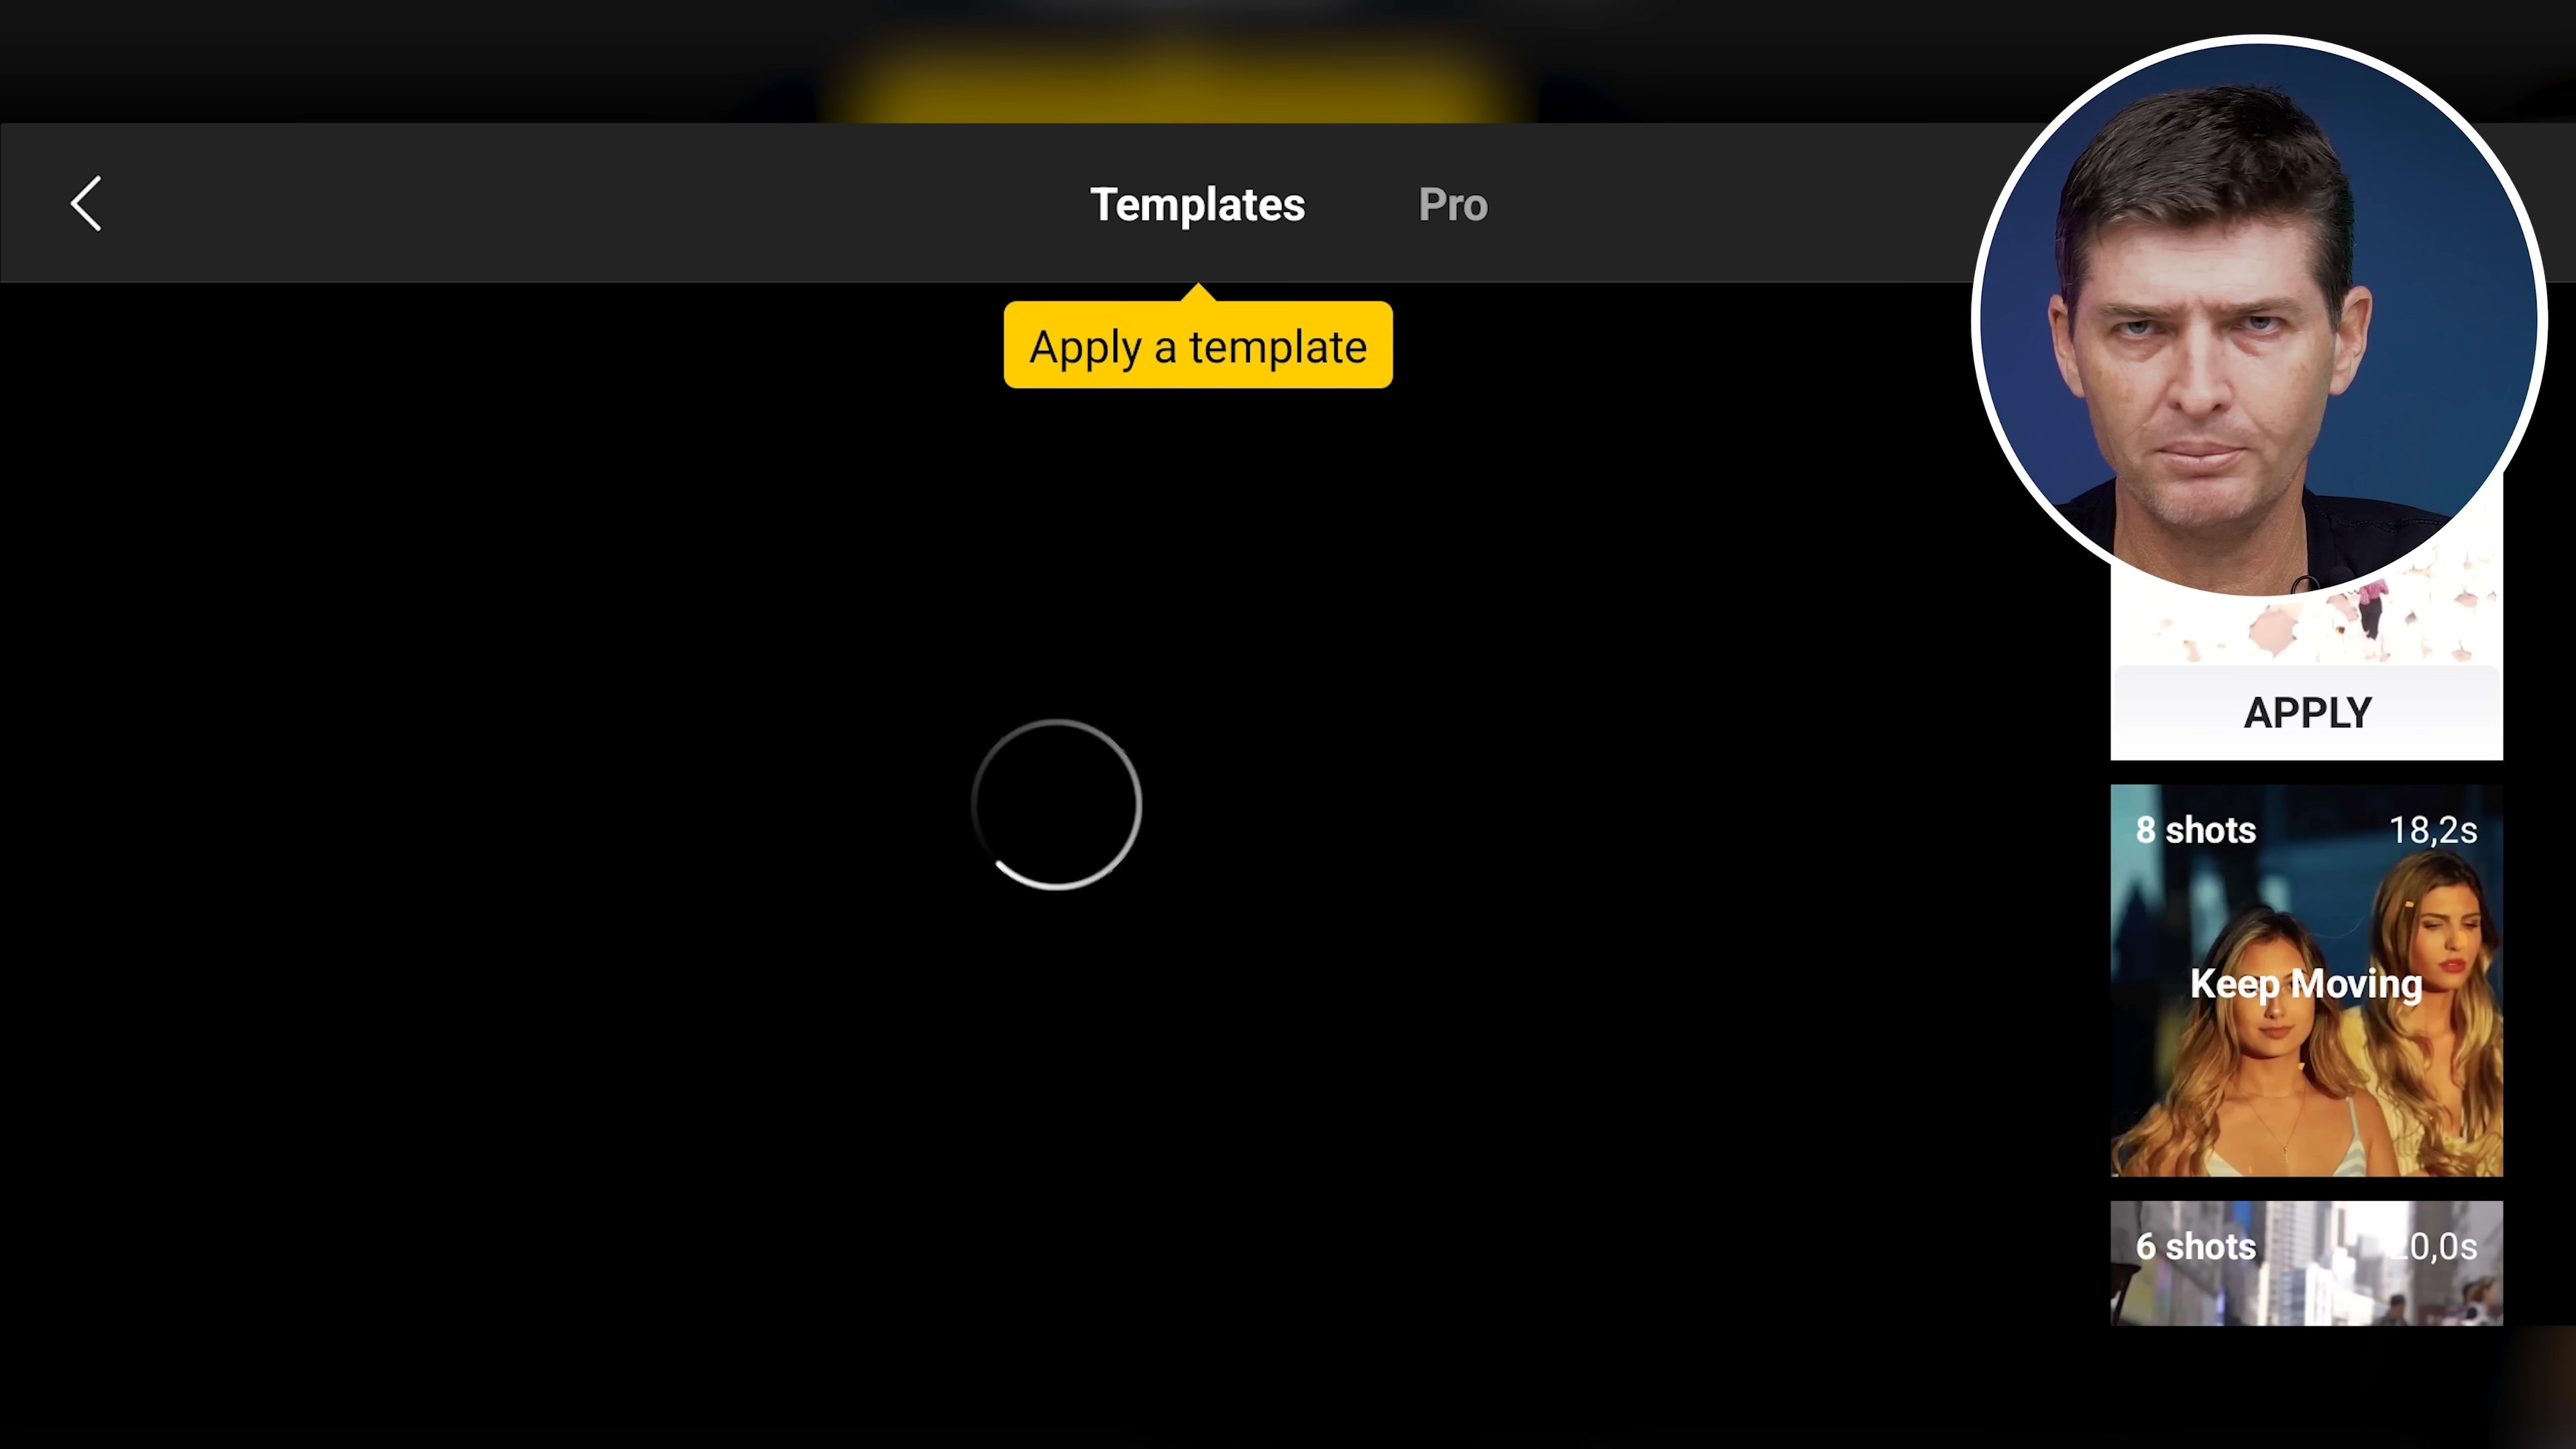 Templates Pro
Apply a template
APPLY
8 shots 18,2s
Keep Moving
6 shots